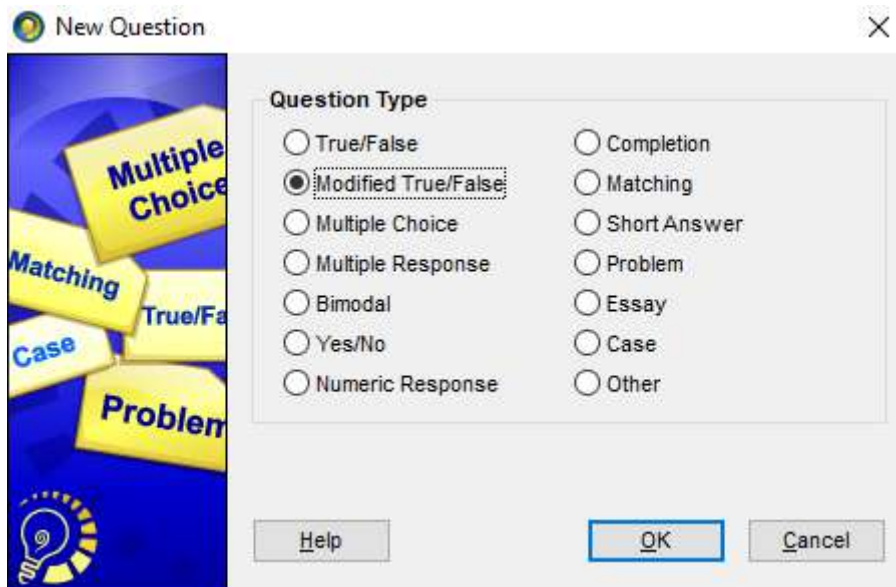 New Question
Multiple
Choice
Matching
True/Fa
Case
Problem
Question Type
True/False
Modified True/False
Multiple Choice
Multiple Response
Bimodal
Yes/No
Numeric Response
Completion
Matching
Short Answer
Problem
Essay
Case
Other
Help
OK
Cancel